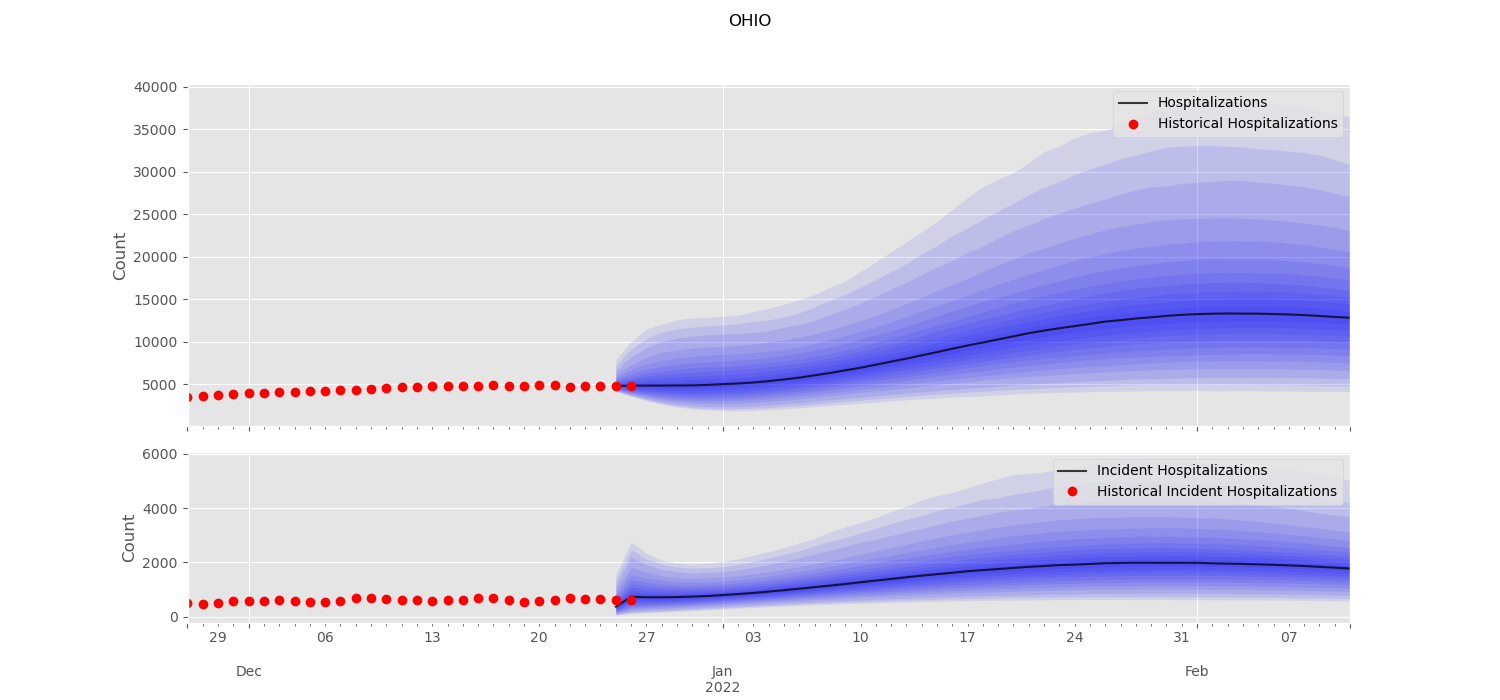 OHIO
40000
35000
30000
25000
20000
15000
10000
5000
Count
Hospitalizations
Historical Hospitalizations
6000
4000
2000
0
Count
Incident Hospitalizations
Historical Incident Hospitalizations
29 06 13 20 27 03 10 17 24 31 07
Dec Jan Feb
2022